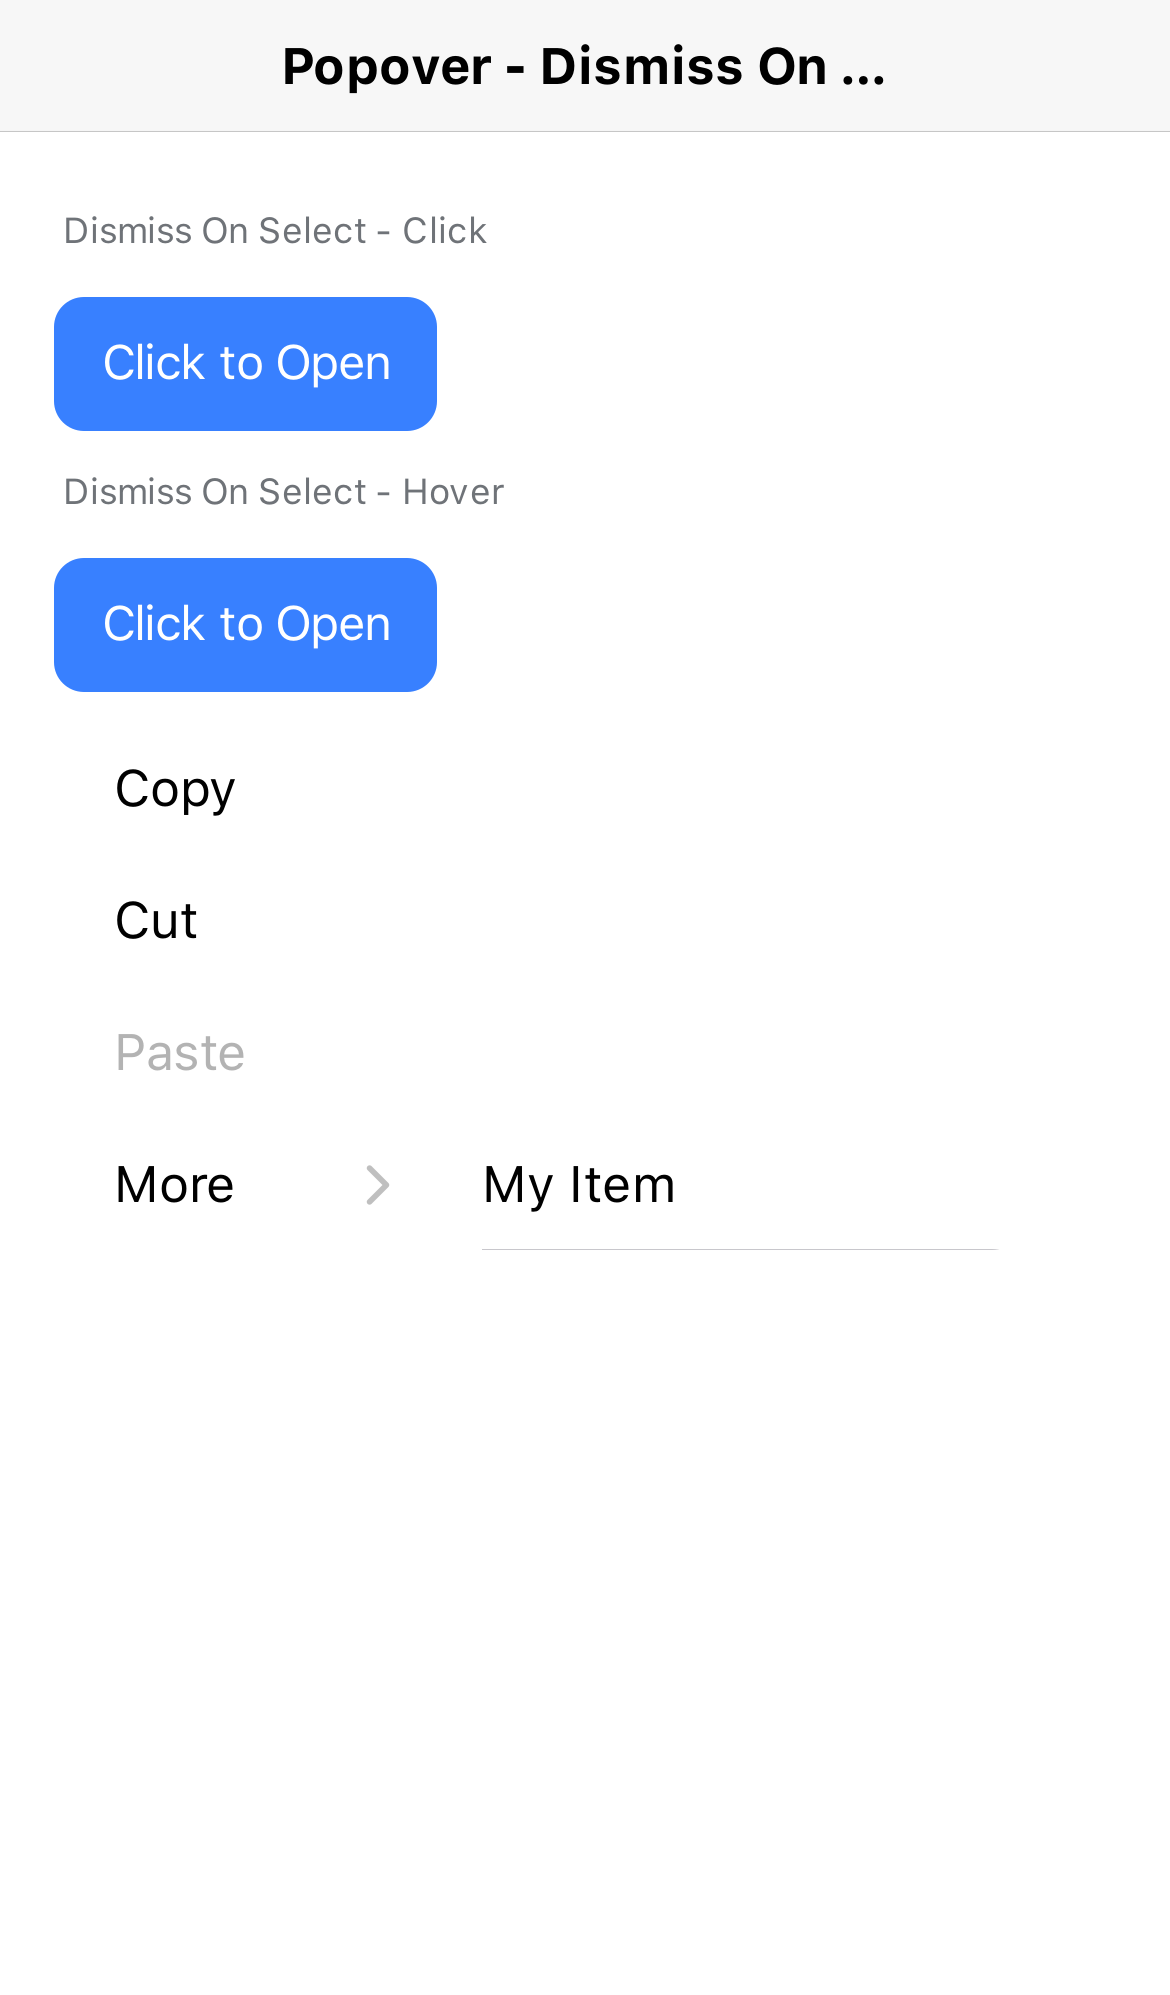 Popover - Dismiss On ...
Dismiss On Select - Click
Click to Open
Dismiss On Select - Hover
Click to Open
Copy
Cut
Paste
More
My Item